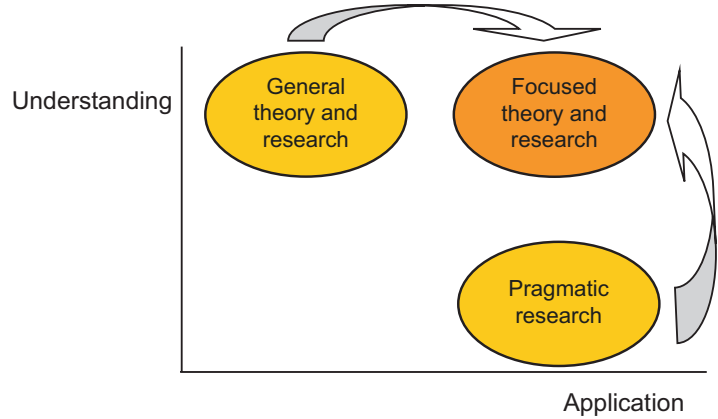 General
theory and
research
Focused
theory and
research
Understanding
Pragmatic
research
Application